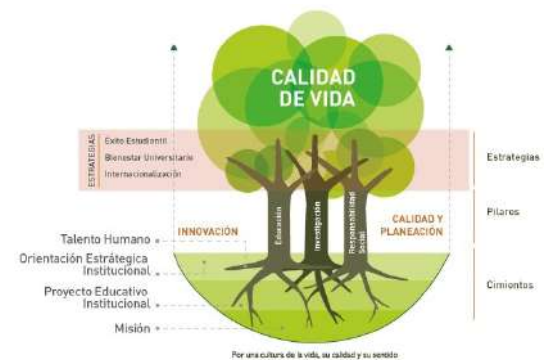 CALIDAD
DE VIDA
ESTRATEGIAS
Éxito Estudiantil
Bienestar Universitario
Internacionalización
Estrategias
INNOVACIÓN
Educación
Investigación
Responsabilidad
Social
CALIDAD Y
PLANEACIÓN
Pilares
Talento Humano
Orientación Estrátegica
Institucional
Proyecto Educativo
Institucional
Misión
Cimientos
Por una cultura de la vida, su calidad y su sentido